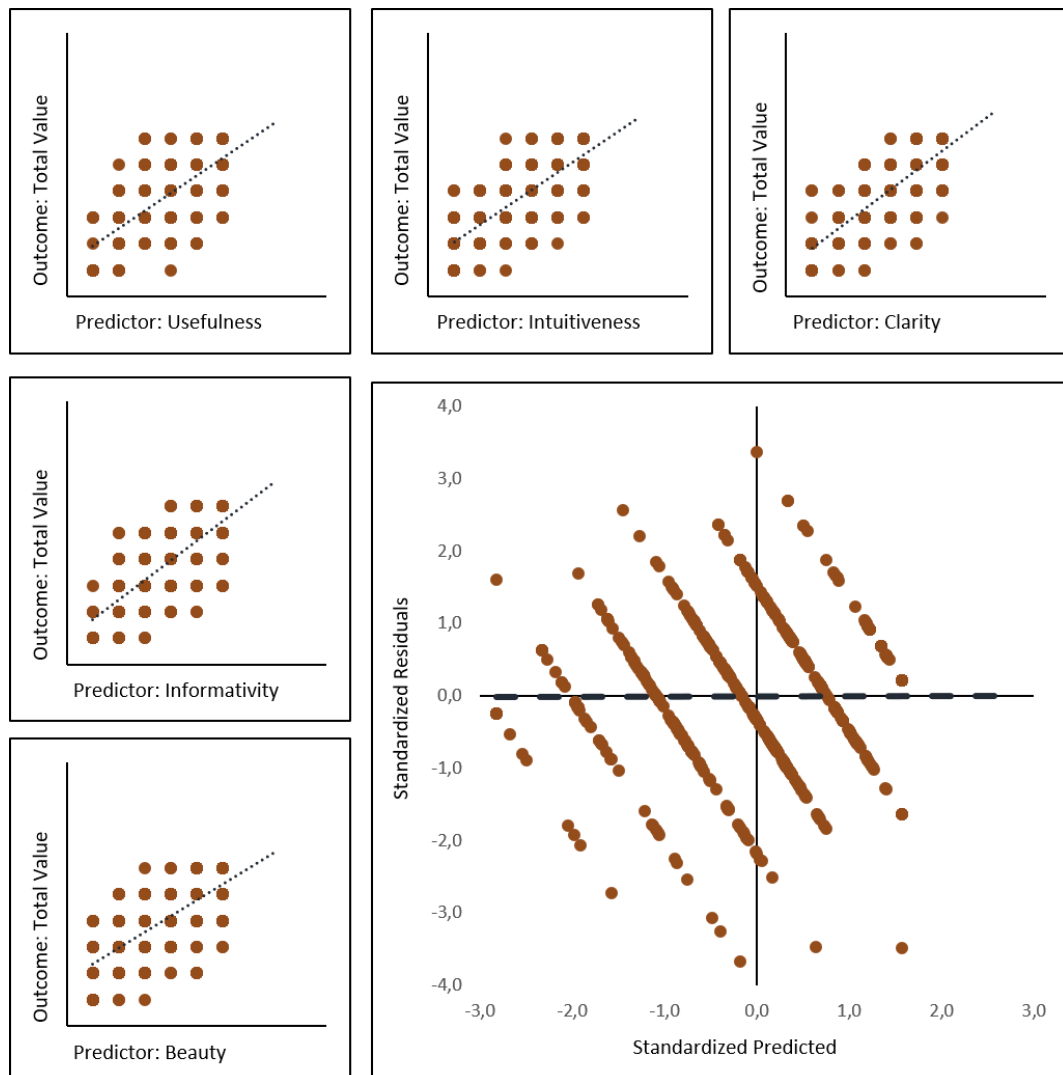 Outcome: Total Value
Predictor: Usefulness
Outcome: Total Value
Predictor: Intuitiveness
Outcome: Total Value
Predictor: Clarity
Outcome: Total Value
Predictor: Informativity
Outcome: Total Value
Predictor: Beauty
Standardized Residuals
4,0
3,0
2,0
1,0
0,0
-1,0
-2,0
-3,0
-4,0
-3,0 -2,0 -1,0 0,0 1,0 2,0 3,0
Standardized Predicted